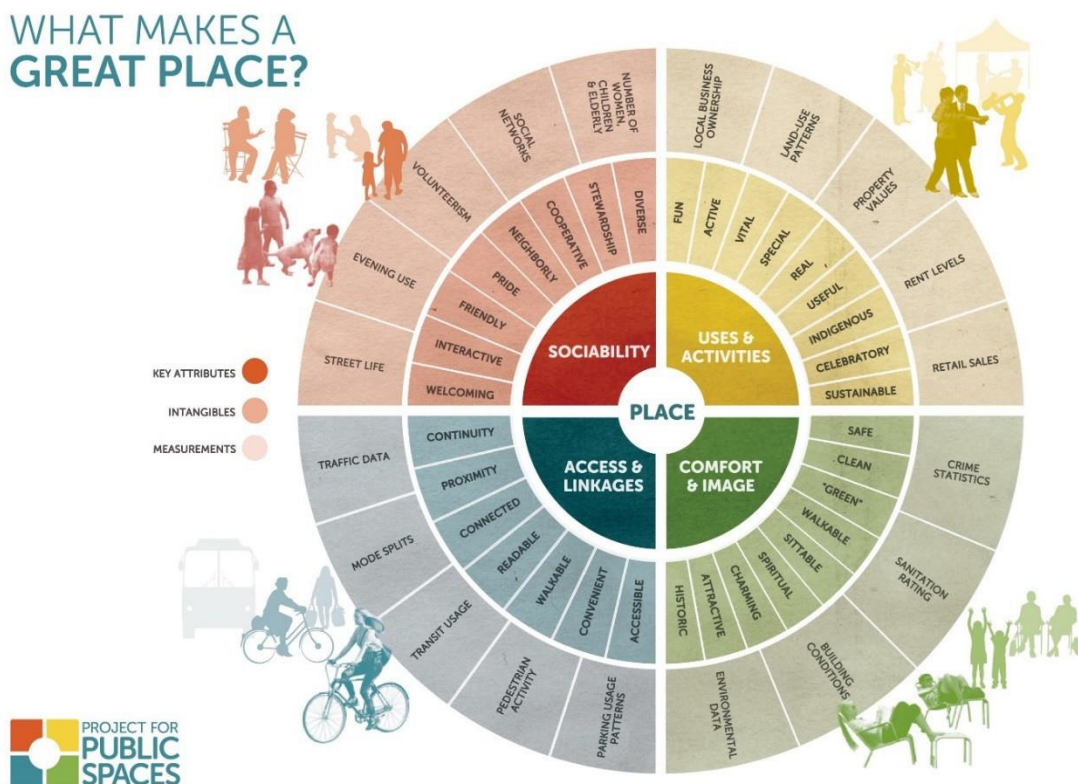 WHAT MAKES A
GREAT PLACE?
KEY ATTRIBUTES
INTANGIBLES
MEASUREMENTS
PLACE
SOCIABILITY
USES &
ACTIVITIES
ACCESS &
LINKAGES
COMFORT
& IMAGE
WELCOMING
INTERACTIVE
FRIENDLY
PRIDE
NEIGHBORLY
COOPERATIVE
STEWARDSHIP
DIVERSE
STREET LIFE
EVENING USE
VOLUNTEERISM
SOCIAL
NETWORKS
NUMBER OF
WOMEN,
CHILDREN
& ELDERLY
FUN
ACTIVE
VITAL
SPECIAL
REAL
USEFUL
INDIGENOUS
CELEBRATORY
SUSTAINABLE
LOCAL BUSINESS
OWNERSHIP
LAND-USE
PATTERNS
PROPERTY
VALUES
RENT LEVELS
RETAIL SALES
SAFE
CLEAN
"GREEN"
WALKABLE
SITTABLE
SPIRITUAL
CHARMING
ATTRACTIVE
HISTORIC
CRIME
STATISTICS
SANITATION
RATING
BUILDING
CONDITIONS
ENVIRONMENTAL
DATA
CONTINUITY
PROXIMITY
CONNECTED
READABLE
WALKABLE
CONVENIENT
ACCESSIBLE
TRAFFIC DATA
MODE SPLITS
TRANSIT USAGE
PEDESTRIAN
ACTIVITY
PARKING USAGE
PATTERNS
PROJECT FOR
PUBLIC
SPACES